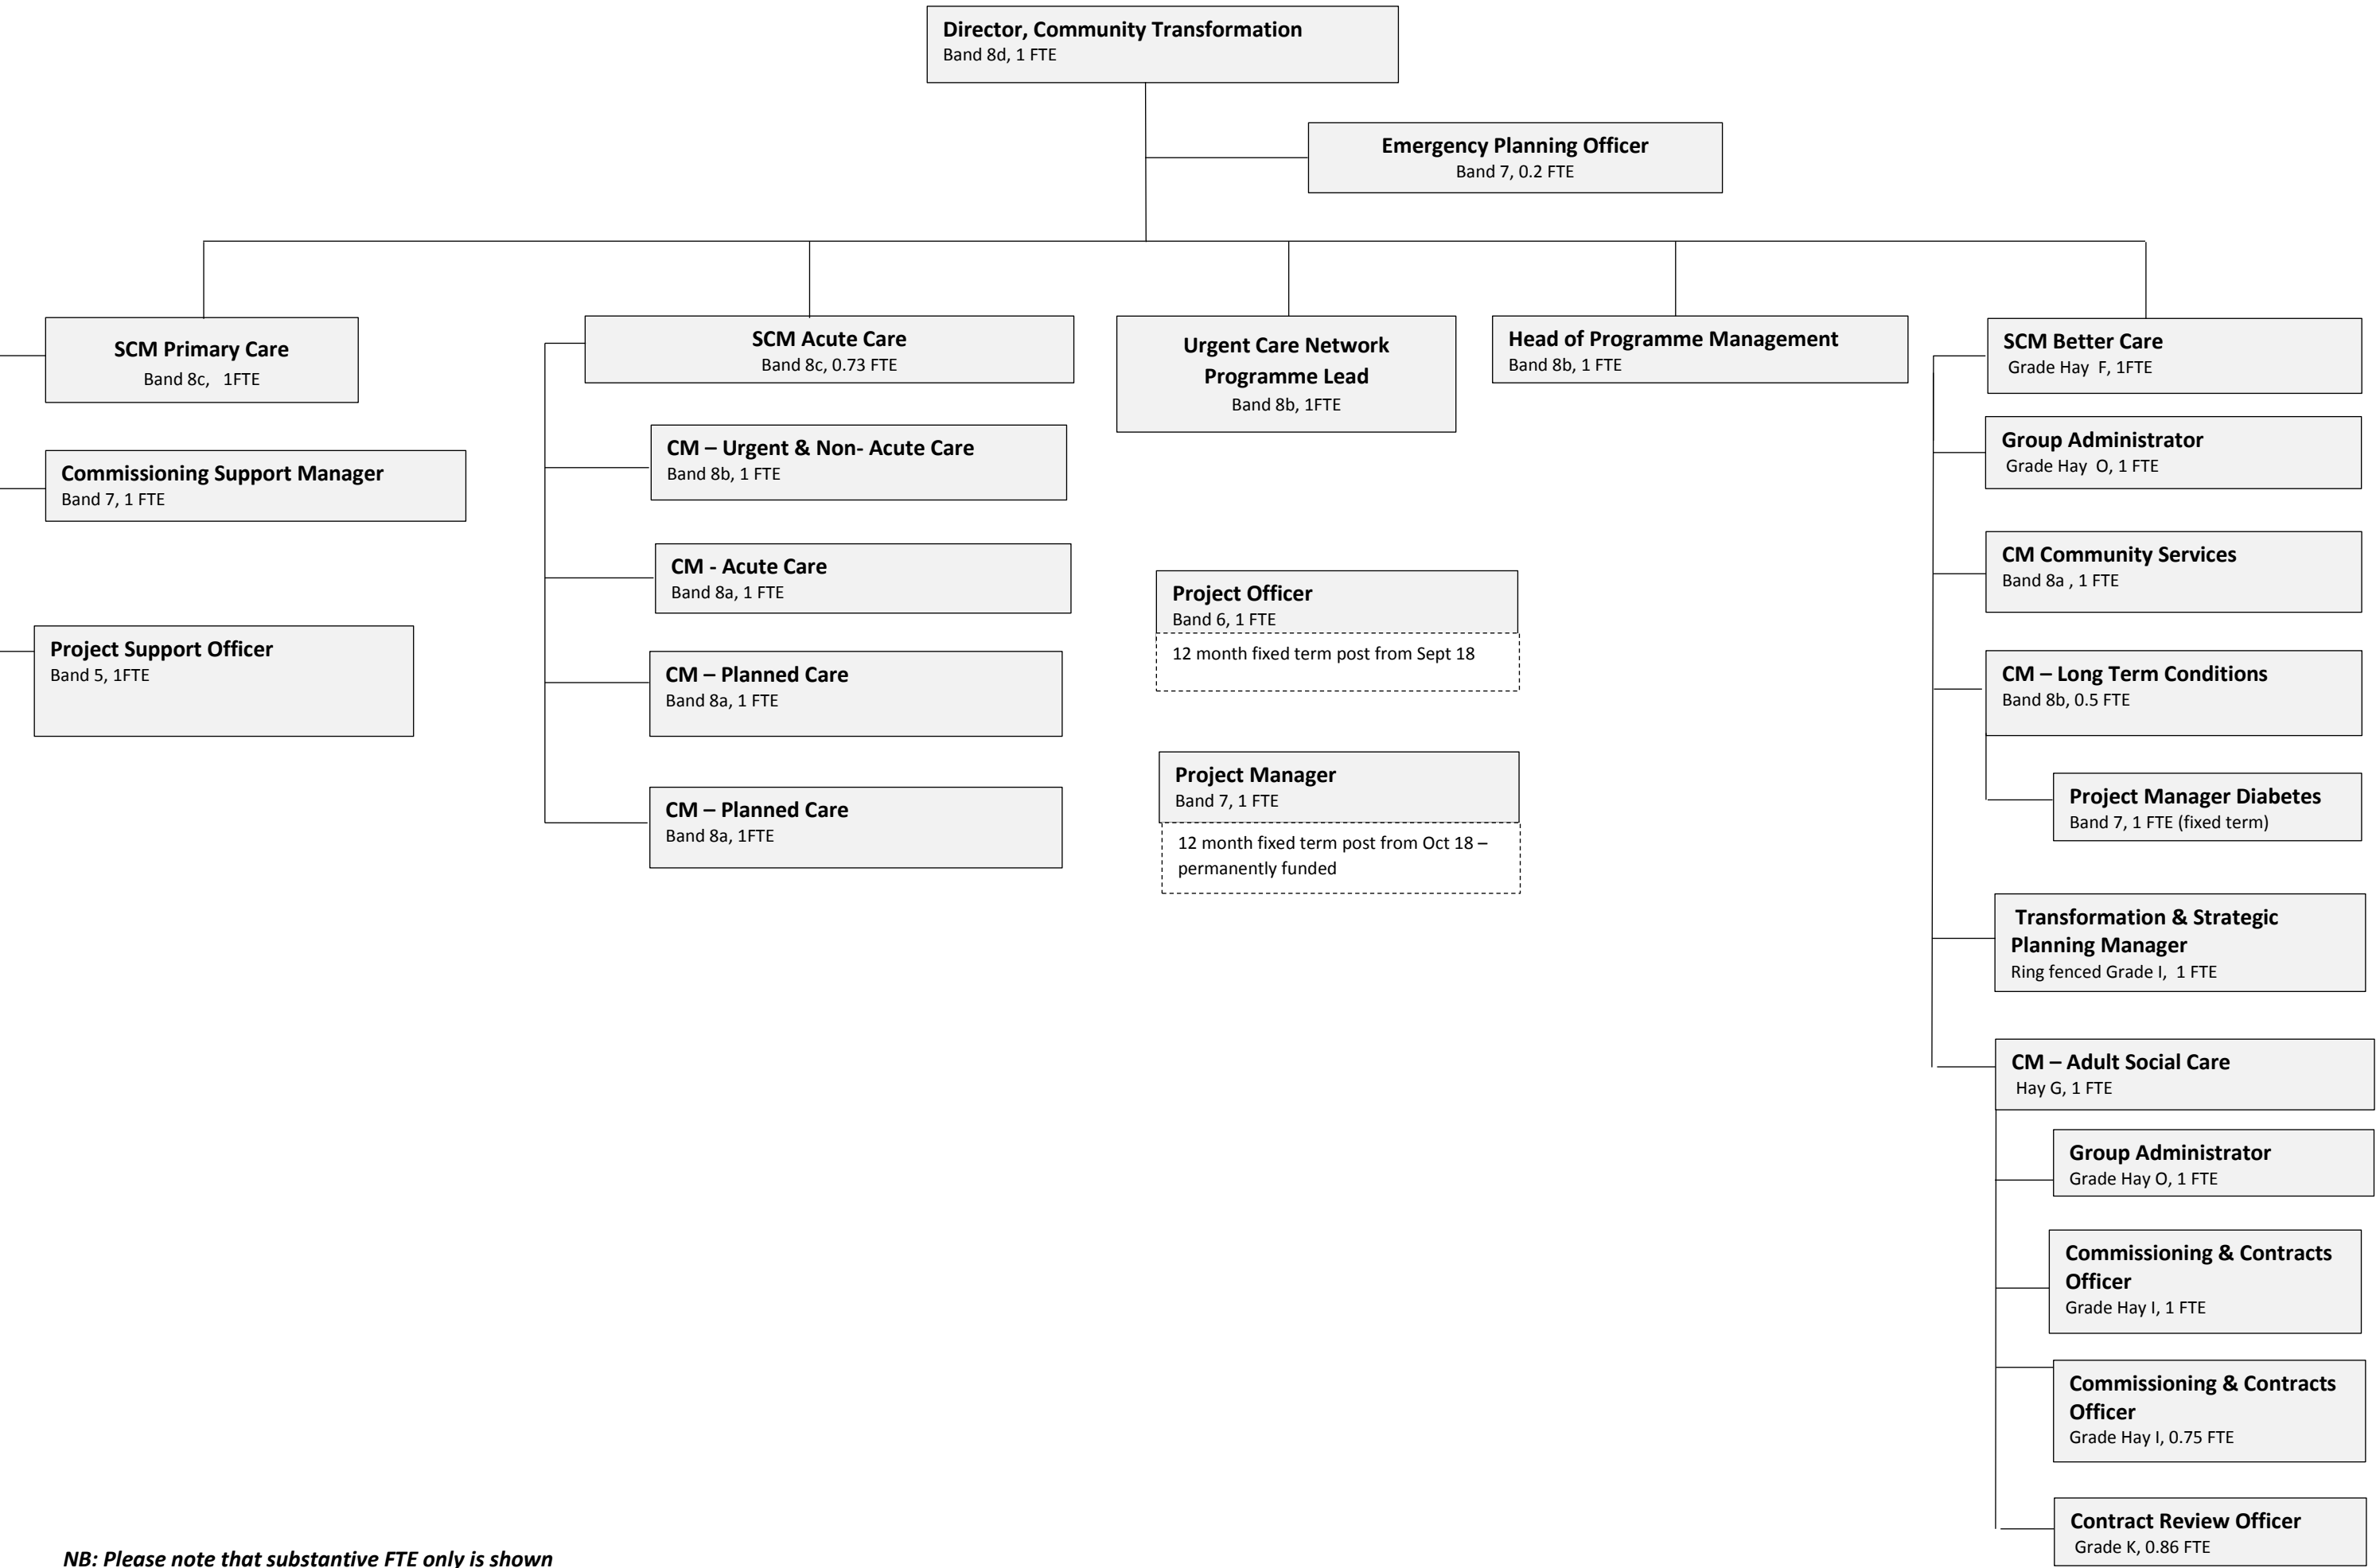 Director, Community Transformation
Band 8d, 1 FTE
Emergency Planning Officer
Band 7, 0.2 FTE
SCM Primary Care
Band 8c, 1FTE
Commissioning Support Manager
Band 7, 1 FTE
Project Support Officer
Band 5, 1FTE
SCM Acute Care
Band 8c, 0.73 FTE
CM – Urgent & Non- Acute Care
Band 8b, 1 FTE
CM - Acute Care
Band 8a, 1 FTE
CM – Planned Care
Band 8a, 1 FTE
CM – Planned Care
Band 8a, 1FTE
Urgent Care Network
Programme Lead
Band 8b, 1FTE
Project Officer
Band 6, 1 FTE
12 month fixed term post from Sept 18
Project Manager
Band 7, 1 FTE
12 month fixed term post from Oct 18 –
permanently funded
Head of Programme Management
Band 8b, 1 FTE
SCM Better Care
Grade Hay F, 1FTE
Group Administrator
Grade Hay O, 1 FTE
CM Community Services
Band 8a , 1 FTE
CM – Long Term Conditions
Band 8b, 0.5 FTE
Project Manager Diabetes
Band 7, 1 FTE (fixed term)
Transformation & Strategic
Planning Manager
Ring fenced Grade I, 1 FTE
CM – Adult Social Care
Hay G, 1 FTE
Group Administrator
Grade Hay O, 1 FTE
Commissioning & Contracts
Officer
Grade Hay I, 1 FTE
Commissioning & Contracts
Officer
Grade Hay I, 0.75 FTE
Contract Review Officer
Grade K, 0.86 FTE
NB: Please note that substantive FTE only is shown